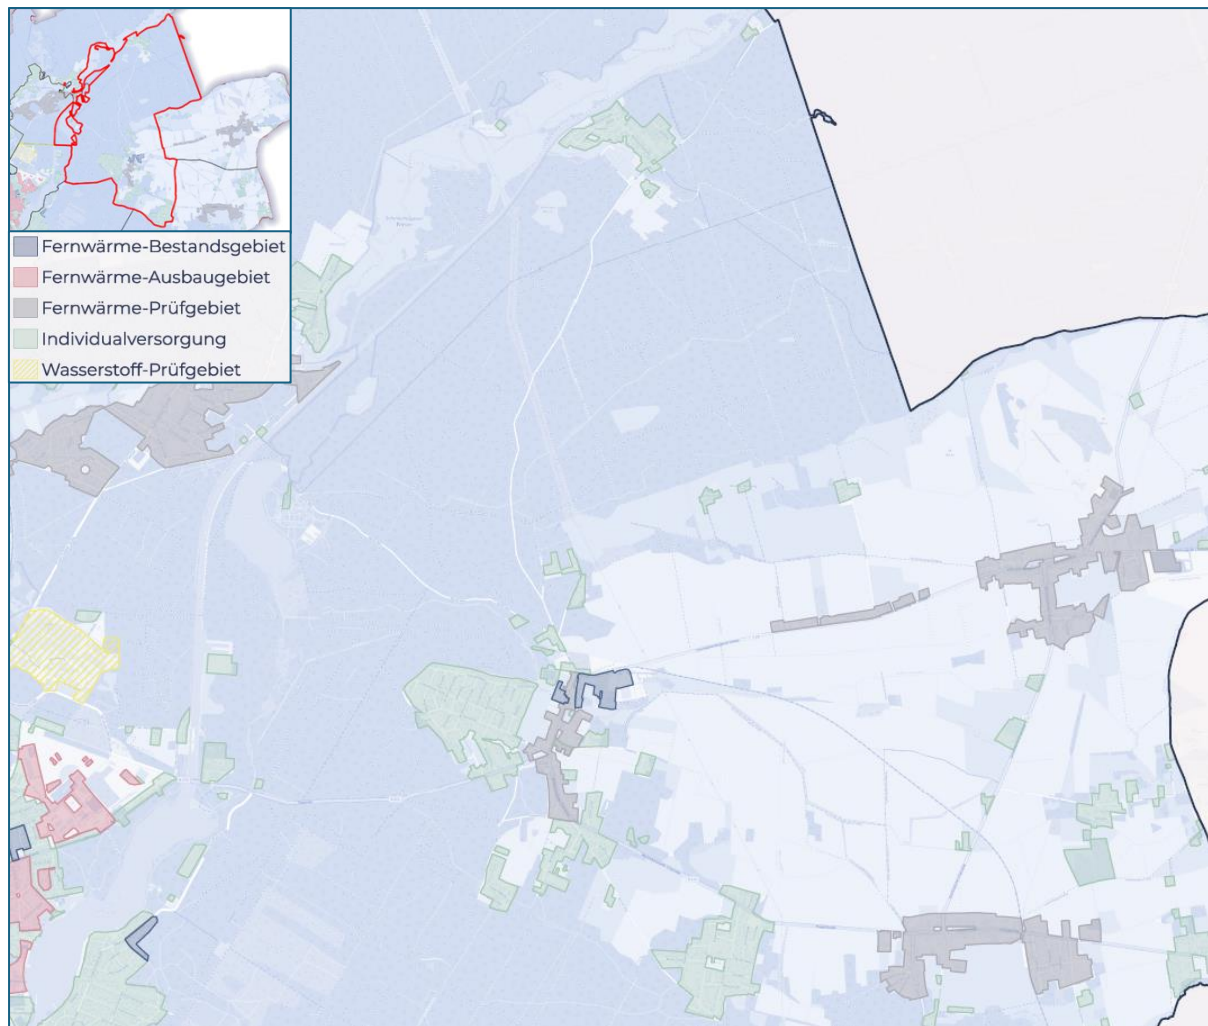 Fernwärme-Bestandsgebiet
Fernwärme-Ausbaugebiet
Fernwärme-Prüfgebiet
Individualversorgung
Wasserstoff-Prüfgebiet